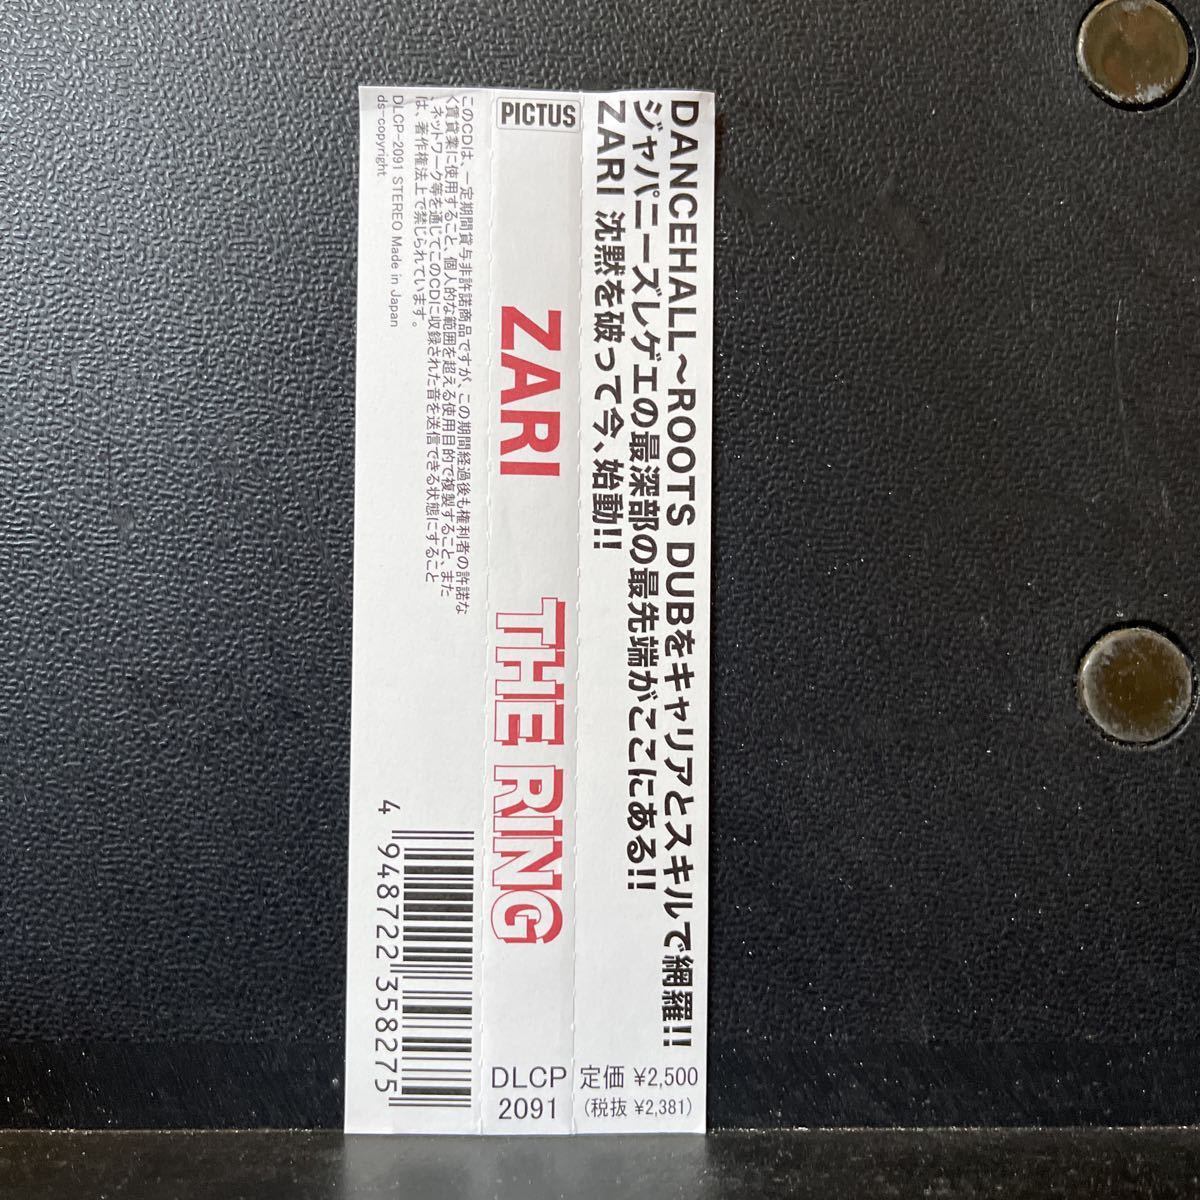 DANCEHALL～ROOTS DUBをキャリアとスキルで網羅!!
ジャパニーズレゲエの最深部の最先端がここにある!!
ZARI 沈黙を破って今、始動!!
定価 ¥2,500
(税抜 ¥2,381)
PICTUS
ZARI
THE RING
DLCP
2091
このCDは、一定期間貸与非許諾商品ですが、この期間経過後も権利者の許諾な
く賃貸業に使用すること、個人的な範囲を超える使用目的で複製すること、また
、ネットワーク等を通じてこのCDに収録された音を送信できる状態にすること
は、著作権法上で禁じられています。
DLCP-2091 STEREO Made in Japan
ds-copyright
4 948722 358275